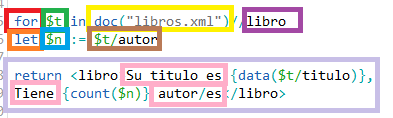 for $t in doc("libros.xml")//libro
let $n := $t/autor
return <libro Su titulo es {data($t/titulo)},
Tiene {count($n)} autor/es</libro>